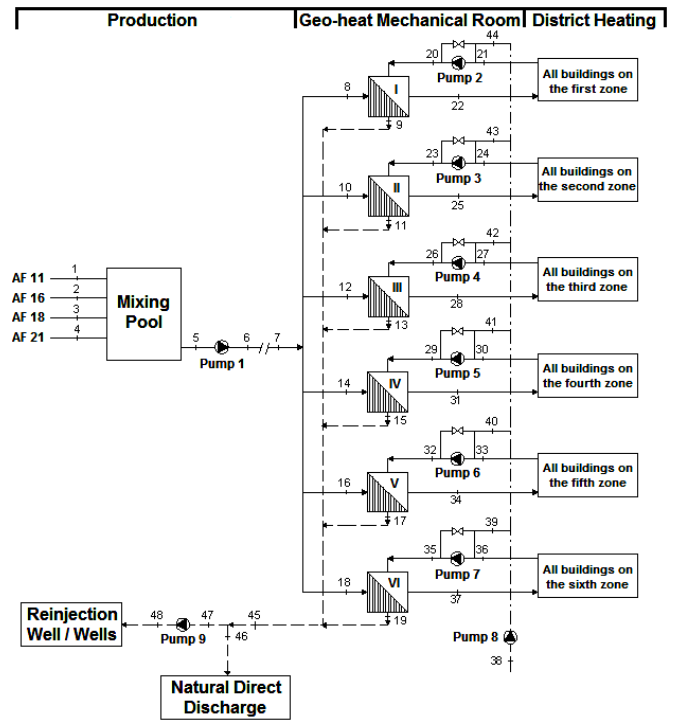 Production Geo-heat Mechanical Room District Heating
44
20 21
Pump 2
All buildings on
the first zone
8 I
22
9
43
23 24
Pump 3
All buildings on
the second zone
10 II
25
11
42
26 27
Pump 4
All buildings on
the third zone
12 III
28
13
AF 11 1
AF 16 2
AF 18 3
AF 21 4
Mixing
Pool
5 6 7
Pump 1
41
29 30
Pump 5
All buildings on
the fourth zone
14 IV
31
15
40
32 33
Pump 6
All buildings on
the fifth zone
16 V
34
17
39
35 36
Pump 7
All buildings on
the sixth zone
18 VI
37
19
Reinjection
Well / Wells
48 47 45
Pump 9
46
Pump 8
38
Natural Direct
Discharge